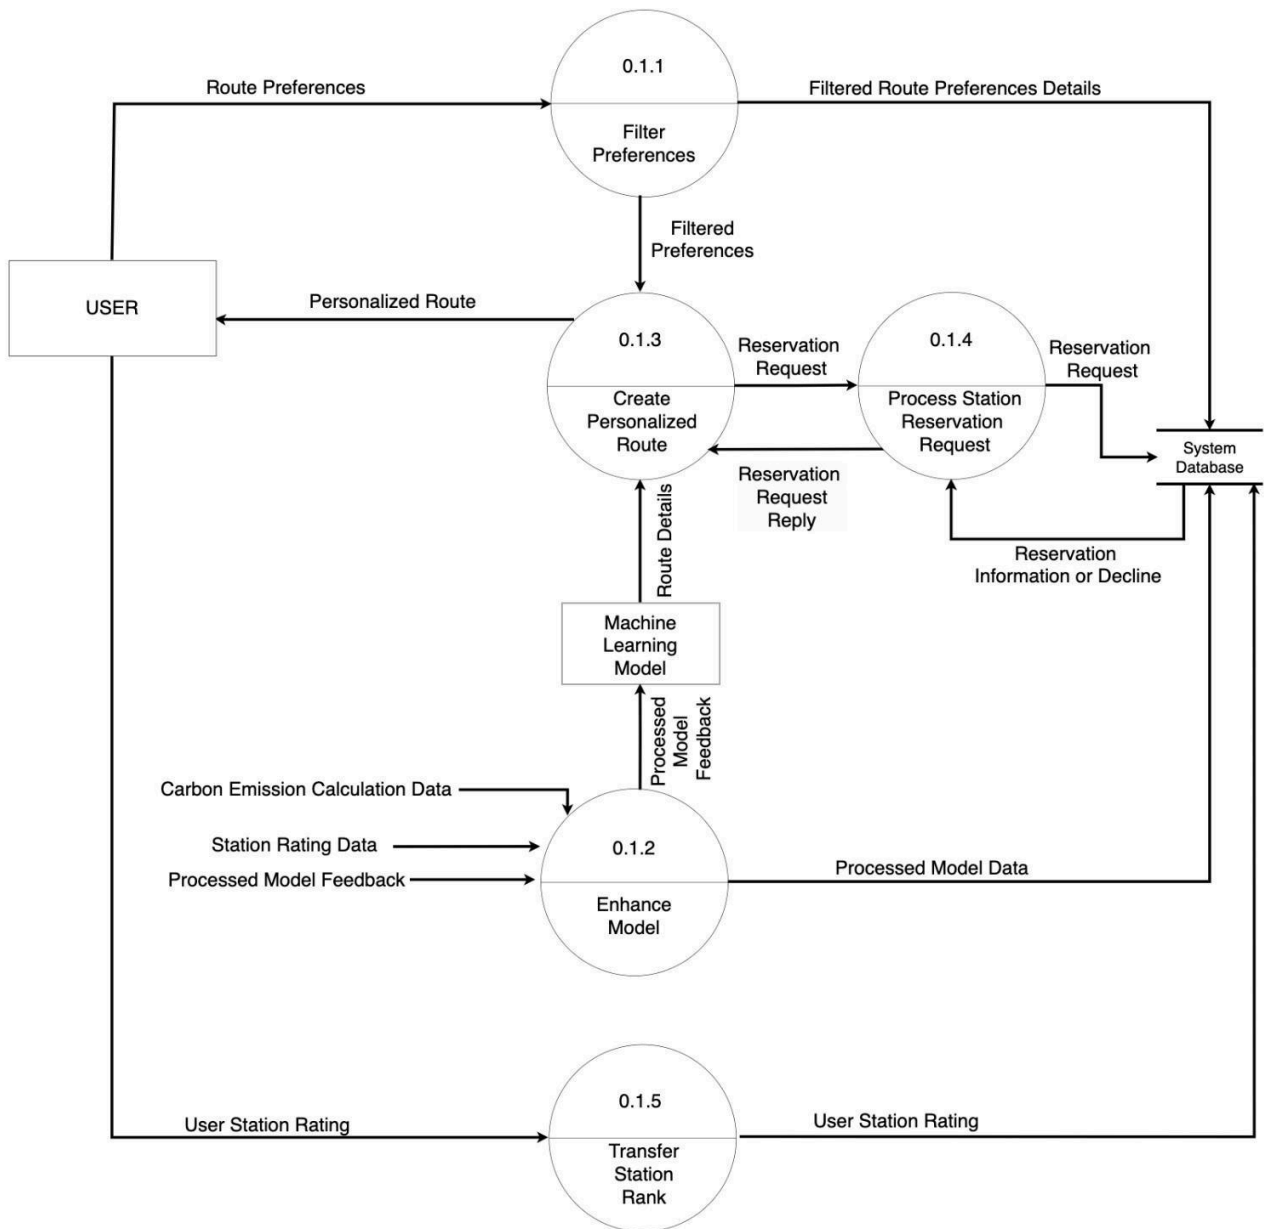 0.1.1
Route Preferences
Filtered Route Preferences Details
Filter
Preferences
Filtered
Preferences
USER
Personalized Route
0.1.3
Reservation
Request
0.1.4
Reservation
Request
Create
Personalized
Route
Process Station
Reservation
Request
System
Database
Reservation
Request
Reply
Route Details
Reservation
Information or Decline
Machine
Learning
Model
Processed
Model
Feedback
Carbon Emission Calculation Data
Station Rating Data
0.1.2
Processed Model Feedback
Processed Model Data
Enhance
Model
0.1.5
User Station Rating
User Station Rating
Transfer
Station
Rank